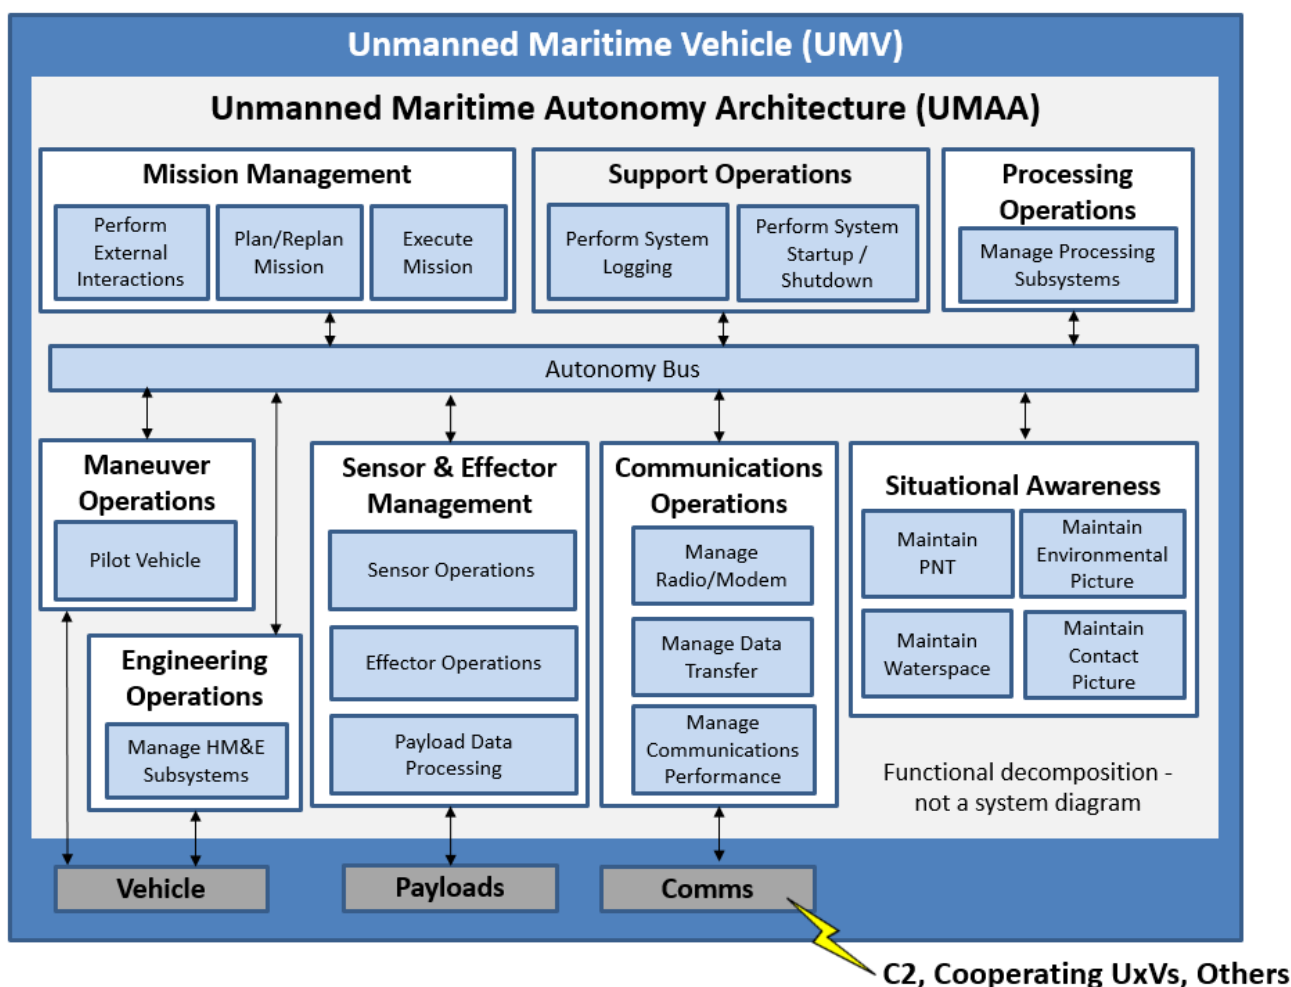 Unmanned Maritime Vehicle (UMV)
Unmanned Maritime Autonomy Architecture (UMAA)
Mission Management
Perform
External
Interactions
Plan/Replan
Mission
Execute
Mission
Support Operations
Perform System
Logging
Perform System
Startup /
Shutdown
Processing
Operations
Manage Processing
Subsystems
Autonomy Bus
Maneuver
Operations
Pilot Vehicle
Engineering
Operations
Manage HM&E
Subsystems
Sensor & Effector
Management
Sensor Operations
Effector Operations
Payload Data
Processing
Communications
Operations
Manage
Radio/Modem
Manage Data
Transfer
Manage
Communications
Performance
Situational Awareness
Maintain
PNT
Maintain
Environmental
Picture
Maintain
Waterspace
Maintain
Contact
Picture
Functional decomposition -
not a system diagram
Vehicle
Payloads
Comms
C2, Cooperating UxVs, Others